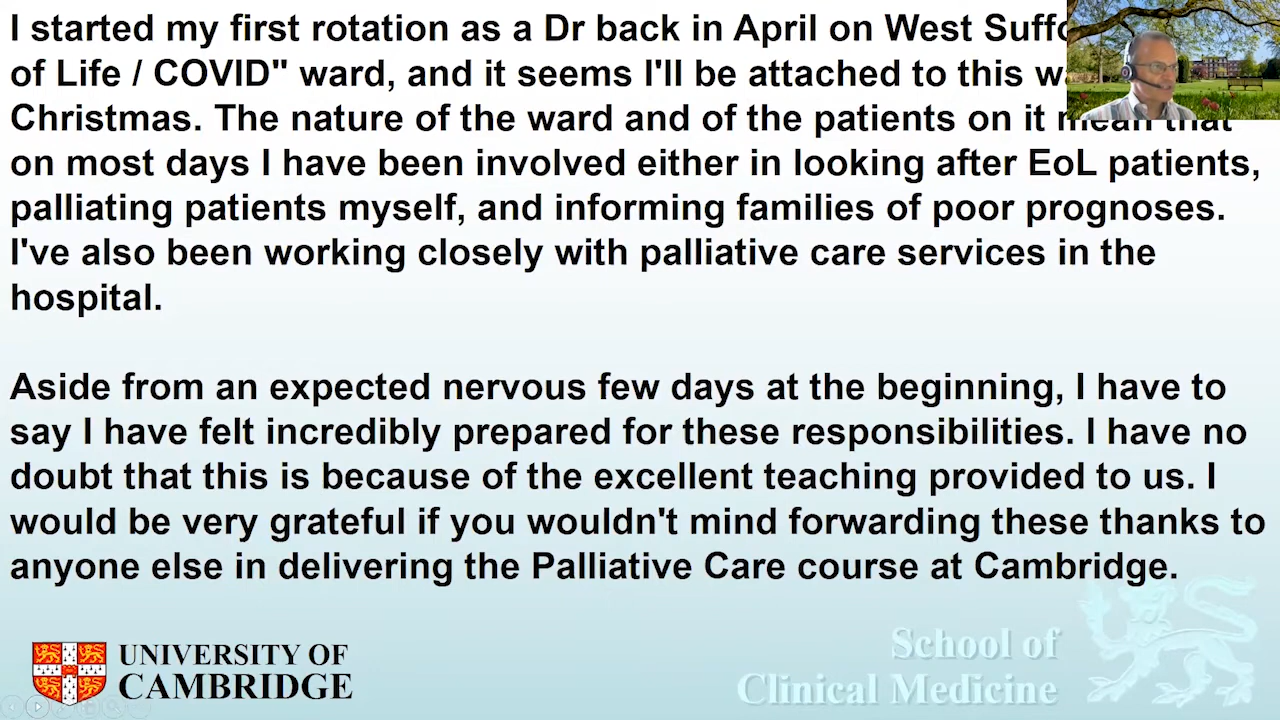 I started my first rotation as a Dr back in April on West
of Life / COVID" ward, and it seems I'll be attached to this
Christmas. The nature of the ward and of the patients on it mean that
on most days I have been involved either in looking after EoL patients,
palliating patients myself, and informing families of poor prognoses.
I've also been working closely with palliative care services in the
hospital.
Aside from an expected nervous few days at the beginning, I have to
say I have felt incredibly prepared for these responsibilities. I have no
doubt that this is because of the excellent teaching provided to us. I
would be very grateful if you wouldn't mind forwarding these thanks to
anyone else in delivering the Palliative Care course at Cambridge.
UNIVERSITY OF
CAMBRIDGE
School of
Clinical Medicine